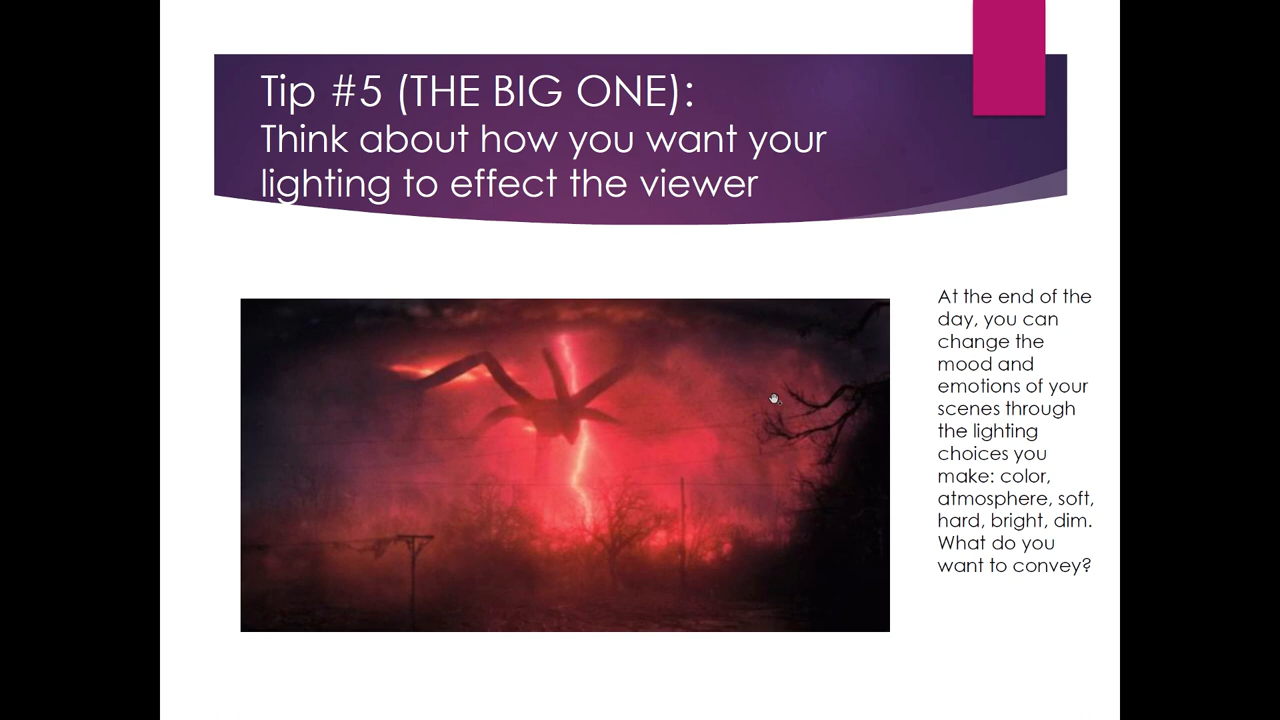 Tip #5 (THE BIG ONE):
Think about how you want your
lighting to effect the viewer
At the end of the
day, you can
change the
mood and
emotions of your
scenes through
the lighting
choices you
make: color,
atmosphere, soft,
hard, bright, dim.
What do you
want to convey?